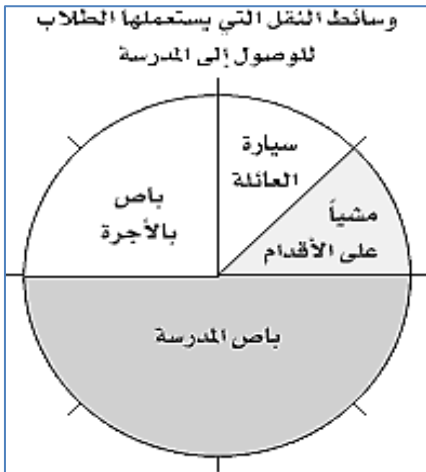 وسائط النقل التي يستعملها الطلاب
للوصول إلى المدرسة
سيارة
العائلة
باص
بالأجرة
مشياً
على الأقدام
باص المدرسة